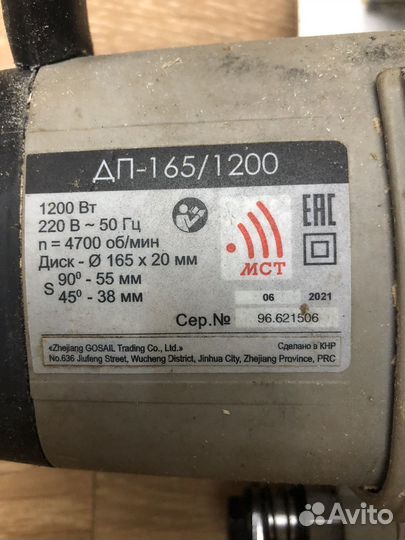 ДП-165/1200
1200 Вт
220 В ~ 50 Гц
n = 4700 об/мин
Диск - Ø 165 x 20 мм
S 90⁰ - 55 мм
45⁰ - 38 мм
МСТ
EAC
06 2021
Сер.№ 96.621506
«Zhejiang GOSAIL Trading Co., Ltd.» Сделано в КНР
No.636 Jiufeng Street, Wucheng District, Jinhua City, Zhejiang Province, PRC
Avito